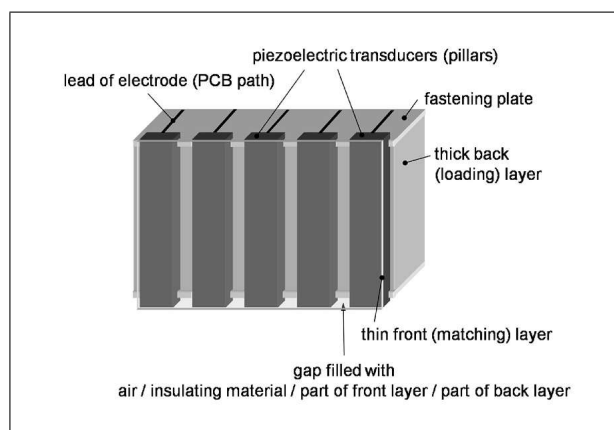 piezoelectric transducers (pillars)
lead of electrode (PCB path)
fastening plate
thick back
(loading) layer
thin front (matching) layer
gap filled with
air / insulating material / part of front layer / part of back layer